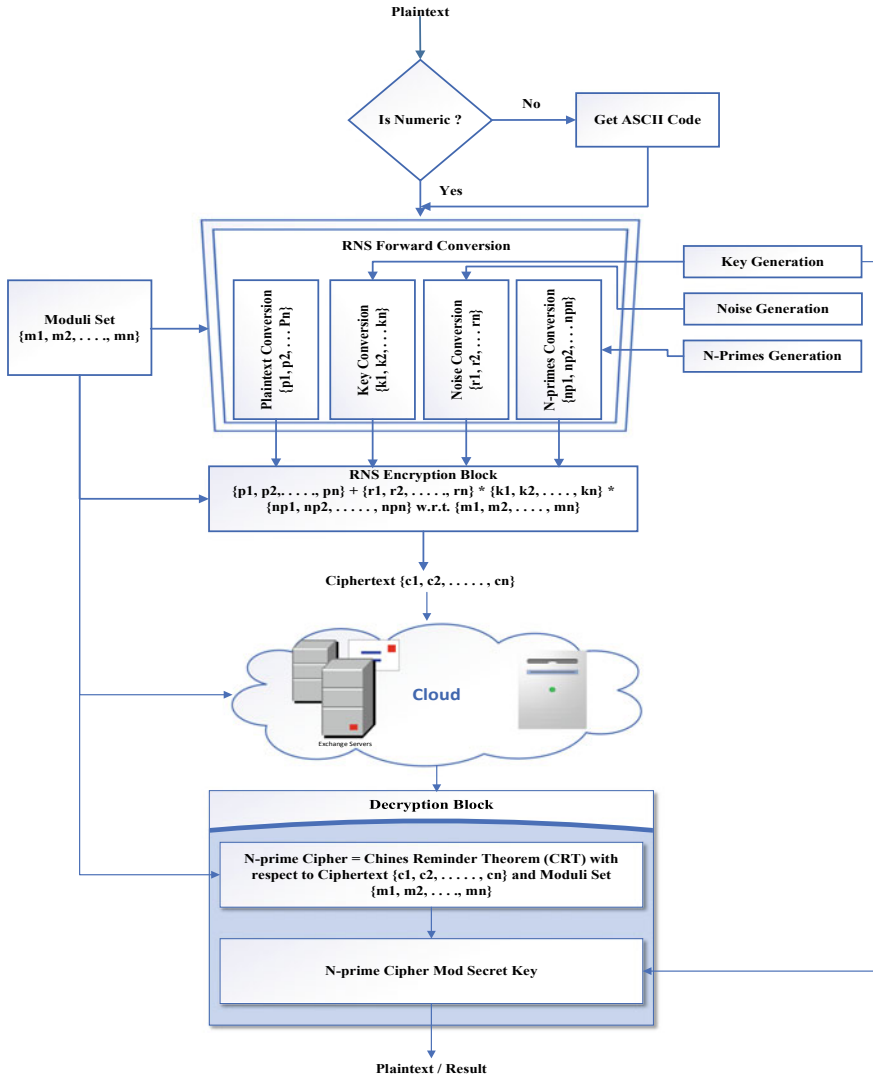 Plaintext
Is Numeric ?
No
Get ASCII Code
Yes
RNS Forward Conversion
Key Generation
Noise Generation
N-Primes Generation
Moduli Set
{m1, m2, . . . ., mn}
Plaintext Conversion
{p1, p2, . . . Pn}
Key Conversion
{k1, k2, . . . kn}
Noise Conversion
{r1, r2, . . . rn}
N-primes Conversion
{np1, np2, . . . npn}
RNS Encryption Block
{p1, p2,. . . . ., pn} + {r1, r2, . . . . ., rn} * {k1, k2, . . . . , kn} *
{np1, np2, . . . . . , npn} w.r.t. {m1, m2, . . . . , mn}
Ciphertext {c1, c2, . . . . . , cn}
Cloud
Exchange Servers
Decryption Block
N-prime Cipher = Chines Reminder Theorem (CRT) with
respect to Ciphertext {c1, c2, . . . . . , cn} and Moduli Set
{m1, m2, . . . ., mn}
N-prime Cipher Mod Secret Key
Plaintext / Result